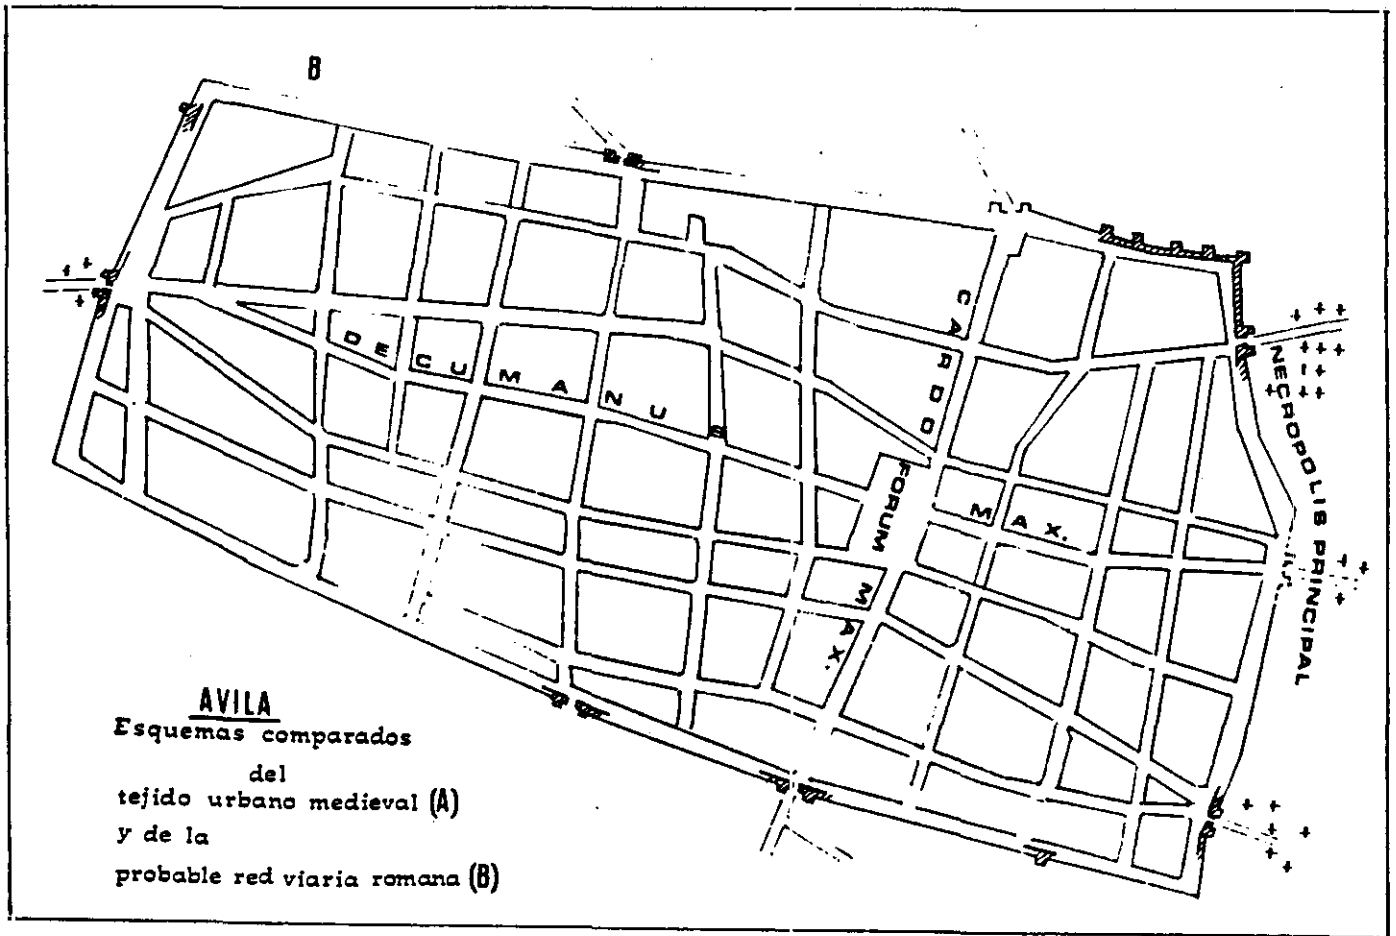 B
DECUMANUS
MAX.
CARDO
FORUM MAX.
NECROPOLIS PRINCIPAL
AVILA
Esquemas comparados
del
tejido urbano medieval (A)
y de la
probable red viaria romana (B)